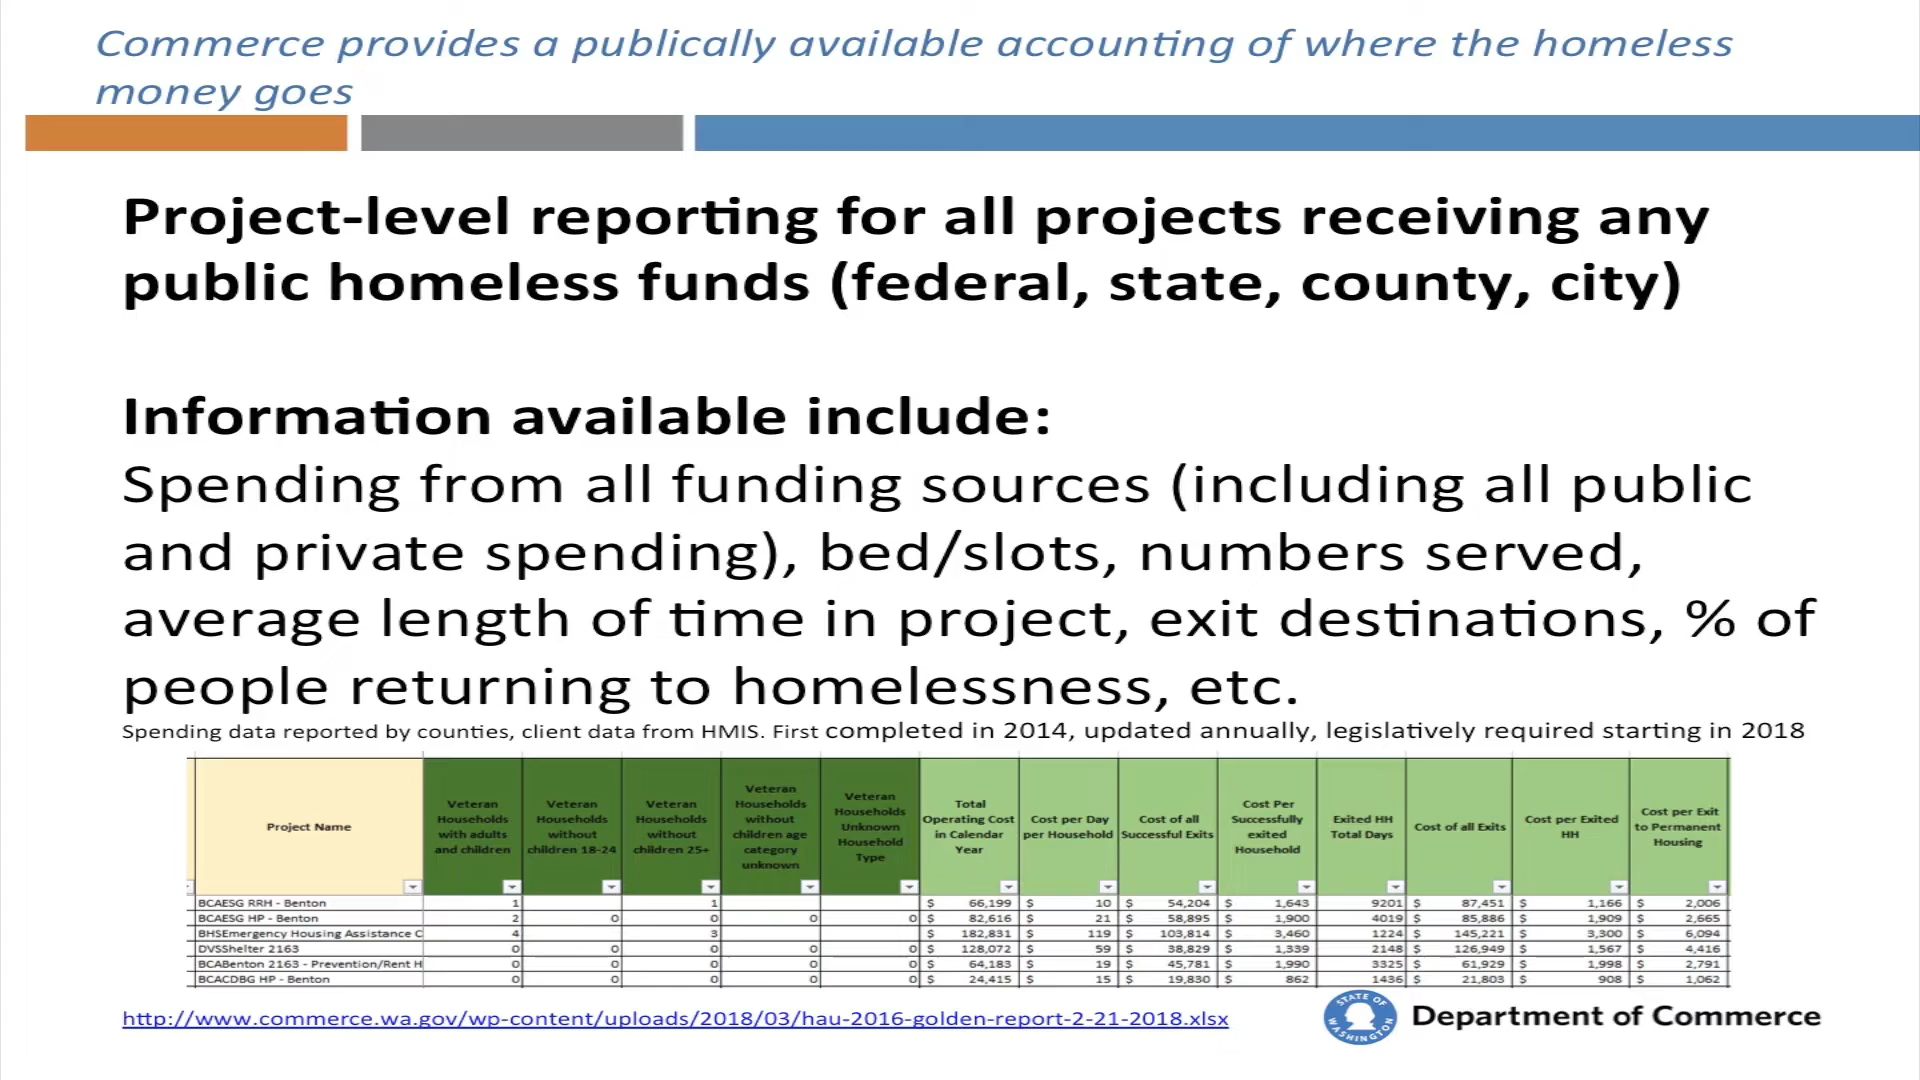 Commerce provides a publically available accounting of where the homeless
money goes
Project-level reporting for all projects receiving any
public homeless funds (federal, state, county, city)
Information available include:
Spending from all funding sources (including all public
and private spending), bed/slots, numbers served,
average length of time in project, exit destinations, % of
people returning to homelessness, etc.
Spending data reported by counties, client data from HMIS. First completed in 2014, updated annually, legislatively required starting in 2018
Project Name
Veteran
Households
with adults
and children
Veteran
Households
without
children 18-24
Veteran
Households
without
children 25+
Veteran
Households
without
children age
category
unknown
Veteran
Households
Unknown
Household
Type
Total
Operating Cost
in Calendar
Year
Cost per Day
per Household
Cost of all
Successful Exits
Cost Per
Successfully
exited
Household
Exited HH
Total Days
Cost of all Exits
Cost per Exited
HH
Cost per Exit
to Permanent
Housing
BCAESG RRH - Benton 1 1 $ 66,199 $ 10 $ 54,204 $ 1,643 9201 $ 87,451 $ 1,166 $ 2,006
BCAESG HP - Benton 2 0 0 0 0 $ 82,616 $ 21 $ 58,895 $ 1,900 4019 $ 85,886 $ 1,909 $ 2,665
BHSEmergency Housing Assistance C 4 3 $ 182,831 $ 119 $ 103,814 $ 3,460 1224 $ 145,221 $ 3,300 $ 6,094
DVSShelter 2163 0 0 0 0 0 $ 128,072 $ 59 $ 38,829 $ 1,339 2148 $ 126,949 $ 1,567 $ 4,416
BCABenton 2163 - Prevention/Rent H 0 0 0 0 0 $ 64,183 $ 19 $ 45,781 $ 1,990 3325 $ 61,929 $ 1,998 $ 2,791
BCACDBG HP - Benton 0 0 0 0 0 $ 24,415 $ 15 $ 19,830 $ 862 1436 $ 21,803 $ 908 $ 1,062
http://www.commerce.wa.gov/wp-content/uploads/2018/03/hau-2016-golden-report-2-21-2018.xlsx
STATE OF
WASHINGTON
Department of Commerce